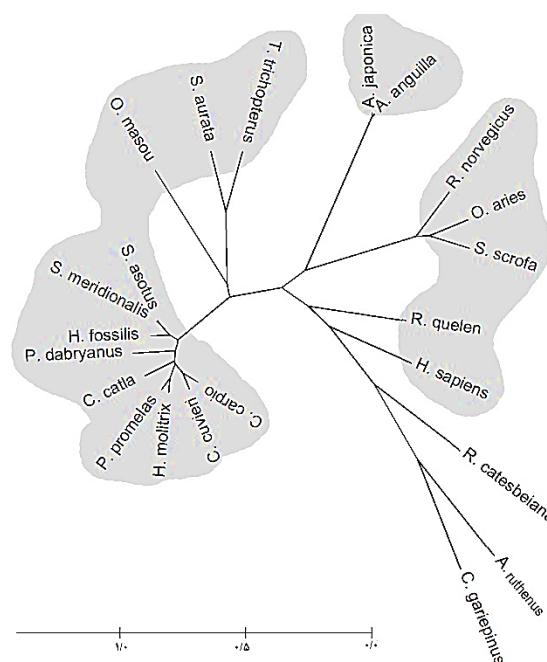 T. trichopterus
S. aurata
O. masou
A. japonica
A. anguilla
R. norvegicus
O. aries
S. scrofa
R. quelen
H. sapiens
R. catesbeiana
A. ruthenus
C. gariepinus
S. asotus
S. meridionalis
H. fossilis
P. dabryanus
C. catla
P. promelas
H. molitrix
C. cuvieri
C. carpio
۱/۰ ۰/۵ ۰/۰